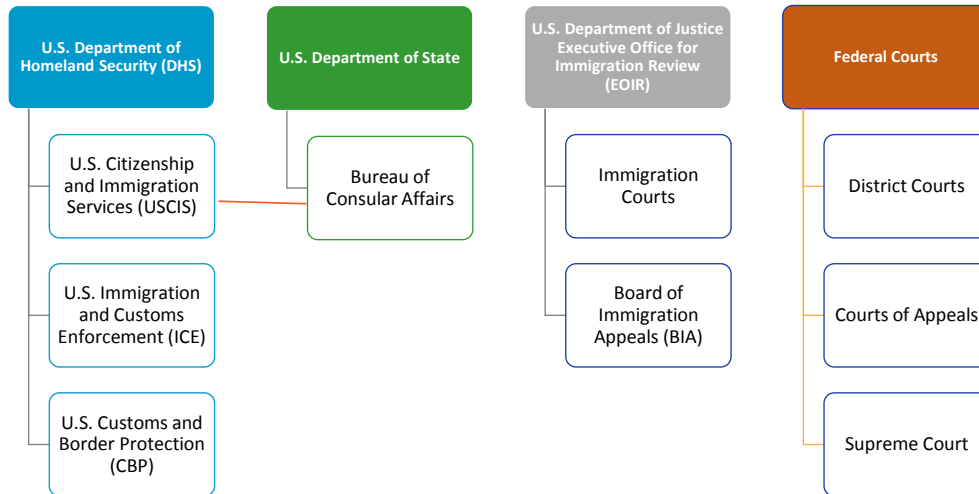 U.S. Department of
Homeland Security (DHS)
U.S. Citizenship
and Immigration
Services (USCIS)
U.S. Immigration
and Customs
Enforcement (ICE)
U.S. Customs and
Border Protection
(CBP)
U.S. Department of State
Bureau of
Consular Affairs
U.S. Department of Justice
Executive Office for
Immigration Review
(EOIR)
Immigration
Courts
Board of
Immigration
Appeals (BIA)
Federal Courts
District Courts
Courts of Appeals
Supreme Court